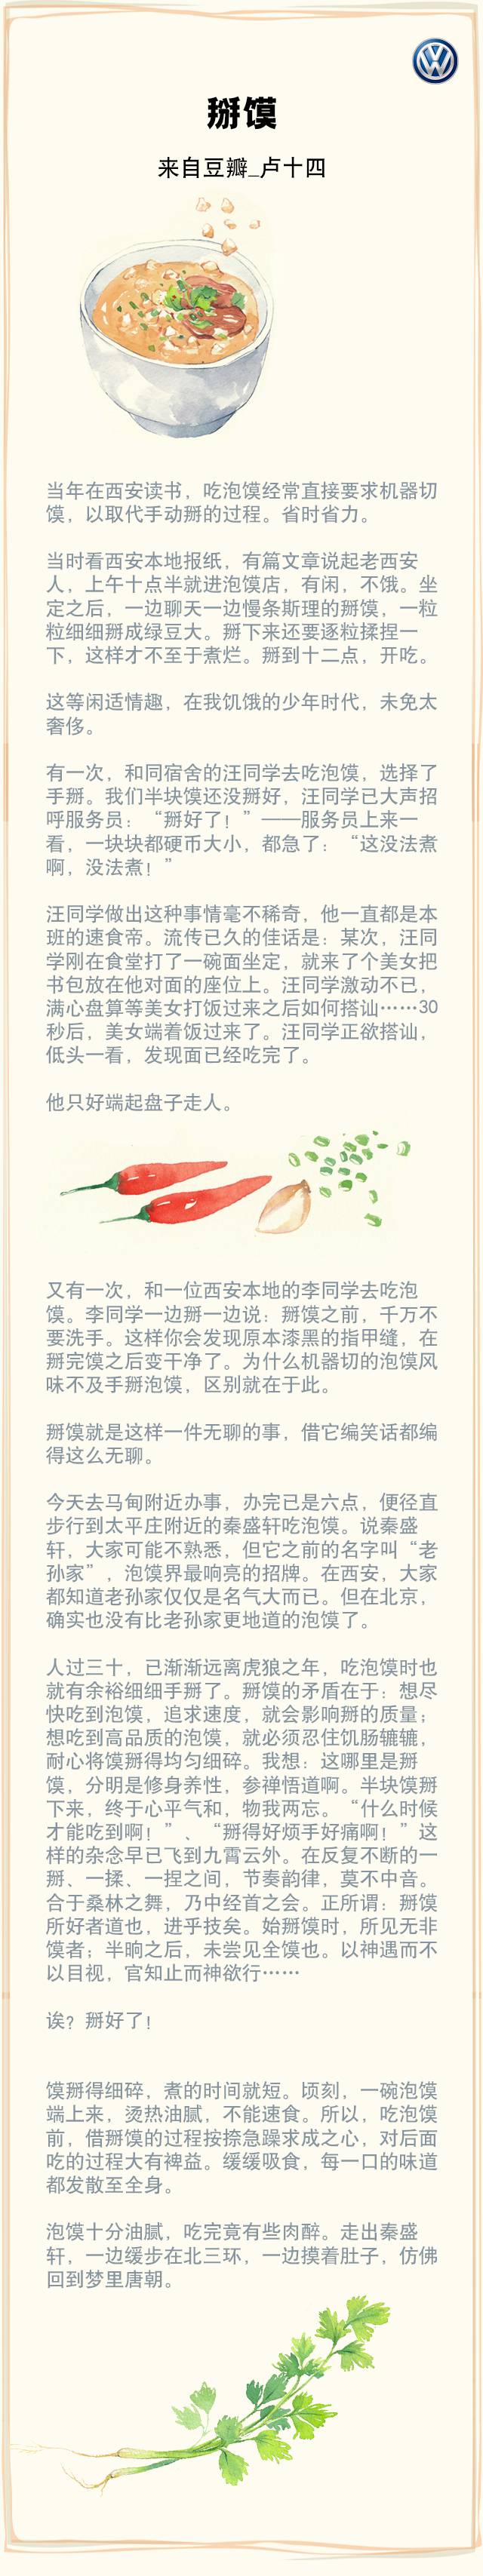 掰馍
来自豆瓣_卢十四
当年在西安读书，吃泡馍经常直接要求机器切
馍，以取代手动掰的过程。省时省力。
当时看西安本地报纸，有篇文章说起老西安
人，上午十点半就进泡馍店，有闲，不饿。坐
定之后，一边聊天一边慢条斯理的掰馍，一粒
粒细细掰成绿豆大。掰下来还要逐粒揉捏一
下，这样才不至于煮烂。掰到十二点，开吃。
这等闲适情趣，在我饥饿的少年时代，未免太
奢侈。
有一次，和同宿舍的汪同学去吃泡馍，选择了
手掰。我们半块馍还没掰好，汪同学已大声招
呼服务员：“掰好了！”——服务员上来一
看，一块块都硬币大小，都急了：“这没法煮
啊，没法煮！”
汪同学做出这种事情毫不稀奇，他一直都是本
班的速食帝。流传已久的佳话是：某次，汪同
学刚在食堂打了一碗面坐定，就来了个美女把
书包放在他对面的座位上。汪同学激动不已，
满心盘算等美女打饭过来之后如何搭讪……30
秒后，美女端着饭过来了。汪同学正欲搭讪，
低头一看，发现面已经吃完了。
他只好端起盘子走人。
又有一次，和一位西安本地的李同学去吃泡
馍。李同学一边掰一边说：掰馍之前，千万不
要洗手。这样你会发现原本漆黑的指甲缝，在
掰完馍之后变干净了。为什么机器切的泡馍风
味不及手掰泡馍，区别就在于此。
掰馍就是这样一件无聊的事，借它编笑话都编
得这么无聊。
今天去马甸附近办事，办完已是六点，便径直
步行到太平庄附近的秦盛轩吃泡馍。说秦盛
轩，大家可能不熟悉，但它之前的名字叫“老
孙家”，泡馍界最响亮的招牌。在西安，大家
都知道老孙家仅仅是名气大而已。但在北京，
确实也没有比老孙家更地道的泡馍了。
人过三十，已渐渐远离虎狼之年，吃泡馍时也
就有余裕细细手掰了。掰馍的矛盾在于：想尽
快吃到泡馍，追求速度，就会影响掰的质量；
想吃到高品质的泡馍，就必须忍住饥肠辘辘，
耐心将馍掰得均匀细碎。我想：这哪里是掰
馍，分明是修身养性，参禅悟道啊。半块馍掰
下来，终于心平气和，物我两忘。“什么时候
才能吃到啊！”、“掰得好烦手好痛啊！”这
样的杂念早已飞到九霄云外。在反复不断的一
掰、一揉、一捏之间，节奏韵律，莫不中音。
合于桑林之舞，乃中经首之会。正所谓：掰馍
所好者道也，进乎技矣。始掰馍时，所见无非
馍者；半晌之后，未尝见全馍也。以神遇而不
以目视，官知止而神欲行……
诶？掰好了！
馍掰得细碎，煮的时间就短。顷刻，一碗泡馍
端上来，烫热油腻，不能速食。所以，吃泡馍
前，借掰馍的过程按捺急躁求成之心，对后面
吃的过程大有裨益。缓缓吸食，每一口的味道
都发散至全身。
泡馍十分油腻，吃完竟有些肉醉。走出秦盛
轩，一边缓步在北三环，一边摸着肚子，仿佛
回到梦里唐朝。